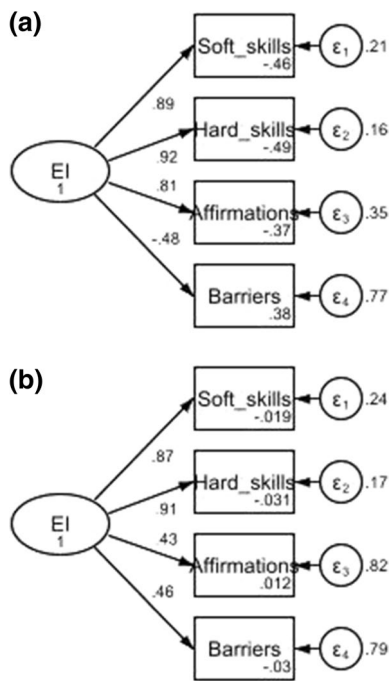 (a)
Soft_skills
-.46
ε1
.21
.89
Hard_skills
-.49
ε2
.16
.92
EI
1
.81
Affirmations
-.37
ε3
.35
-.48
Barriers
.38
ε4
.77
(b)
Soft_skills
-.019
ε1
.24
.87
Hard_skills
-.031
ε2
.17
.91
EI
1
.43
Affirmations
.012
ε3
.82
.46
Barriers
-.03
ε4
.79